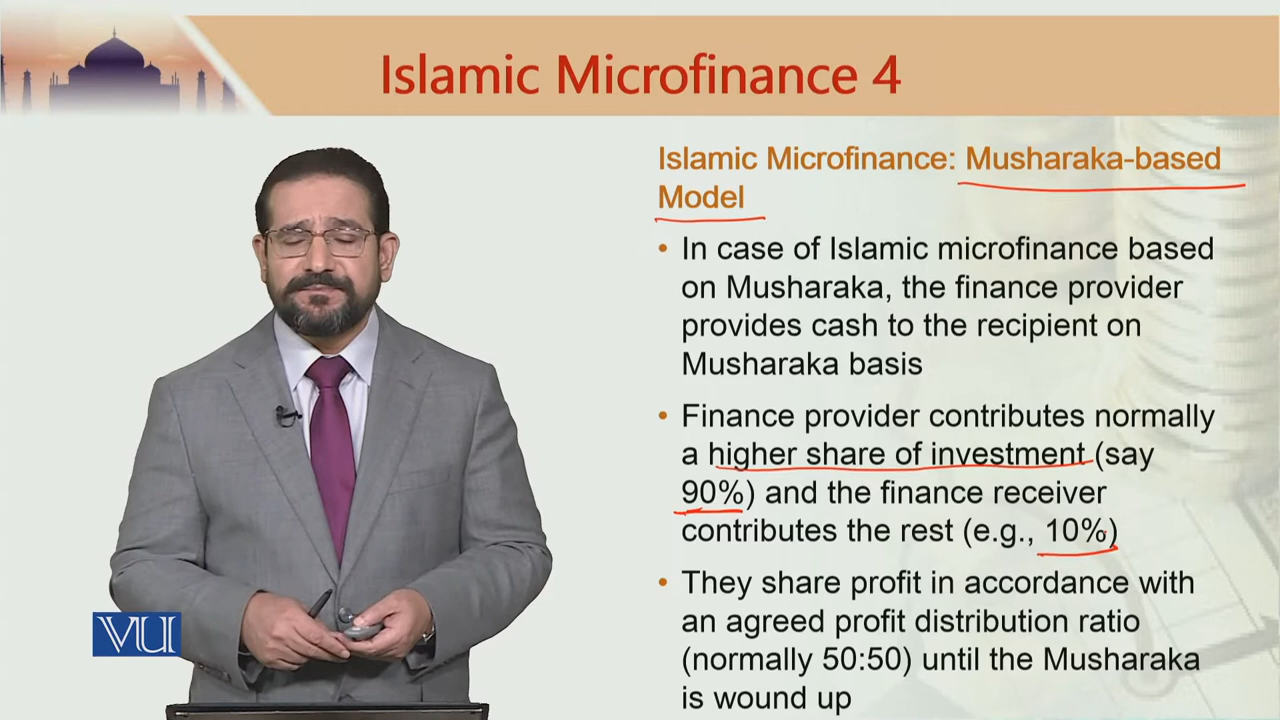 Islamic Microfinance 4
Islamic Microfinance: Musharaka-based
Model
• In case of Islamic microfinance based
on Musharaka, the finance provider
provides cash to the recipient on
Musharaka basis
• Finance provider contributes normally
a higher share of investment (say
90%) and the finance receiver
contributes the rest (e.g., 10%)
• They share profit in accordance with
an agreed profit distribution ratio
(normally 50:50) until the Musharaka
is wound up
VU